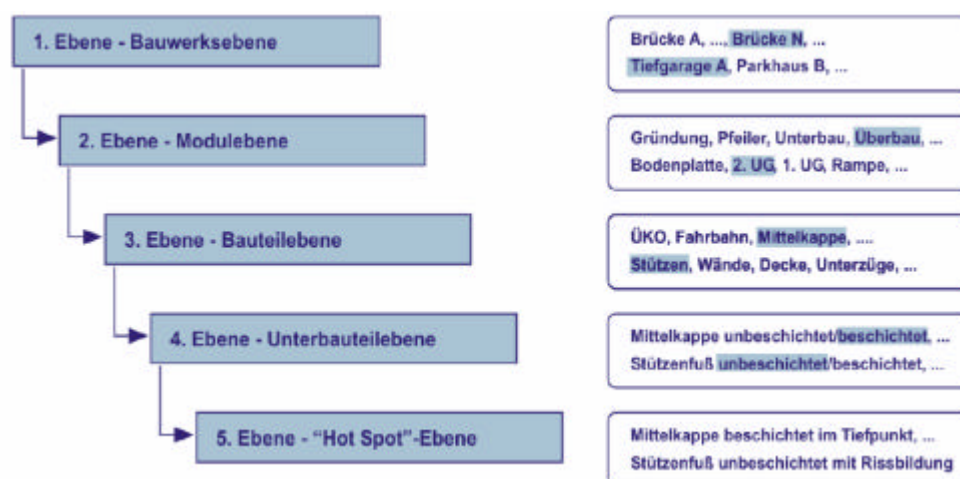 1. Ebene - Bauwerksebene
Brücke A, ..., Brücke N, ...
Tiefgarage A, Parkhaus B, ...
2. Ebene - Modulebene
Gründung, Pfeiler, Unterbau, Überbau, ...
Bodenplatte, 2. UG, 1. UG, Rampe, ...
3. Ebene - Bauteilebene
ÜKO, Fahrbahn, Mittelkappe, ....
Stützen, Wände, Decke, Unterzüge, ...
4. Ebene - Unterbauteilebene
Mittelkappe unbeschichtet/beschichtet, ...
Stützenfuß unbeschichtet/beschichtet, ...
5. Ebene - “Hot Spot”-Ebene
Mittelkappe beschichtet im Tiefpunkt, ...
Stützenfuß unbeschichtet mit Rissbildung